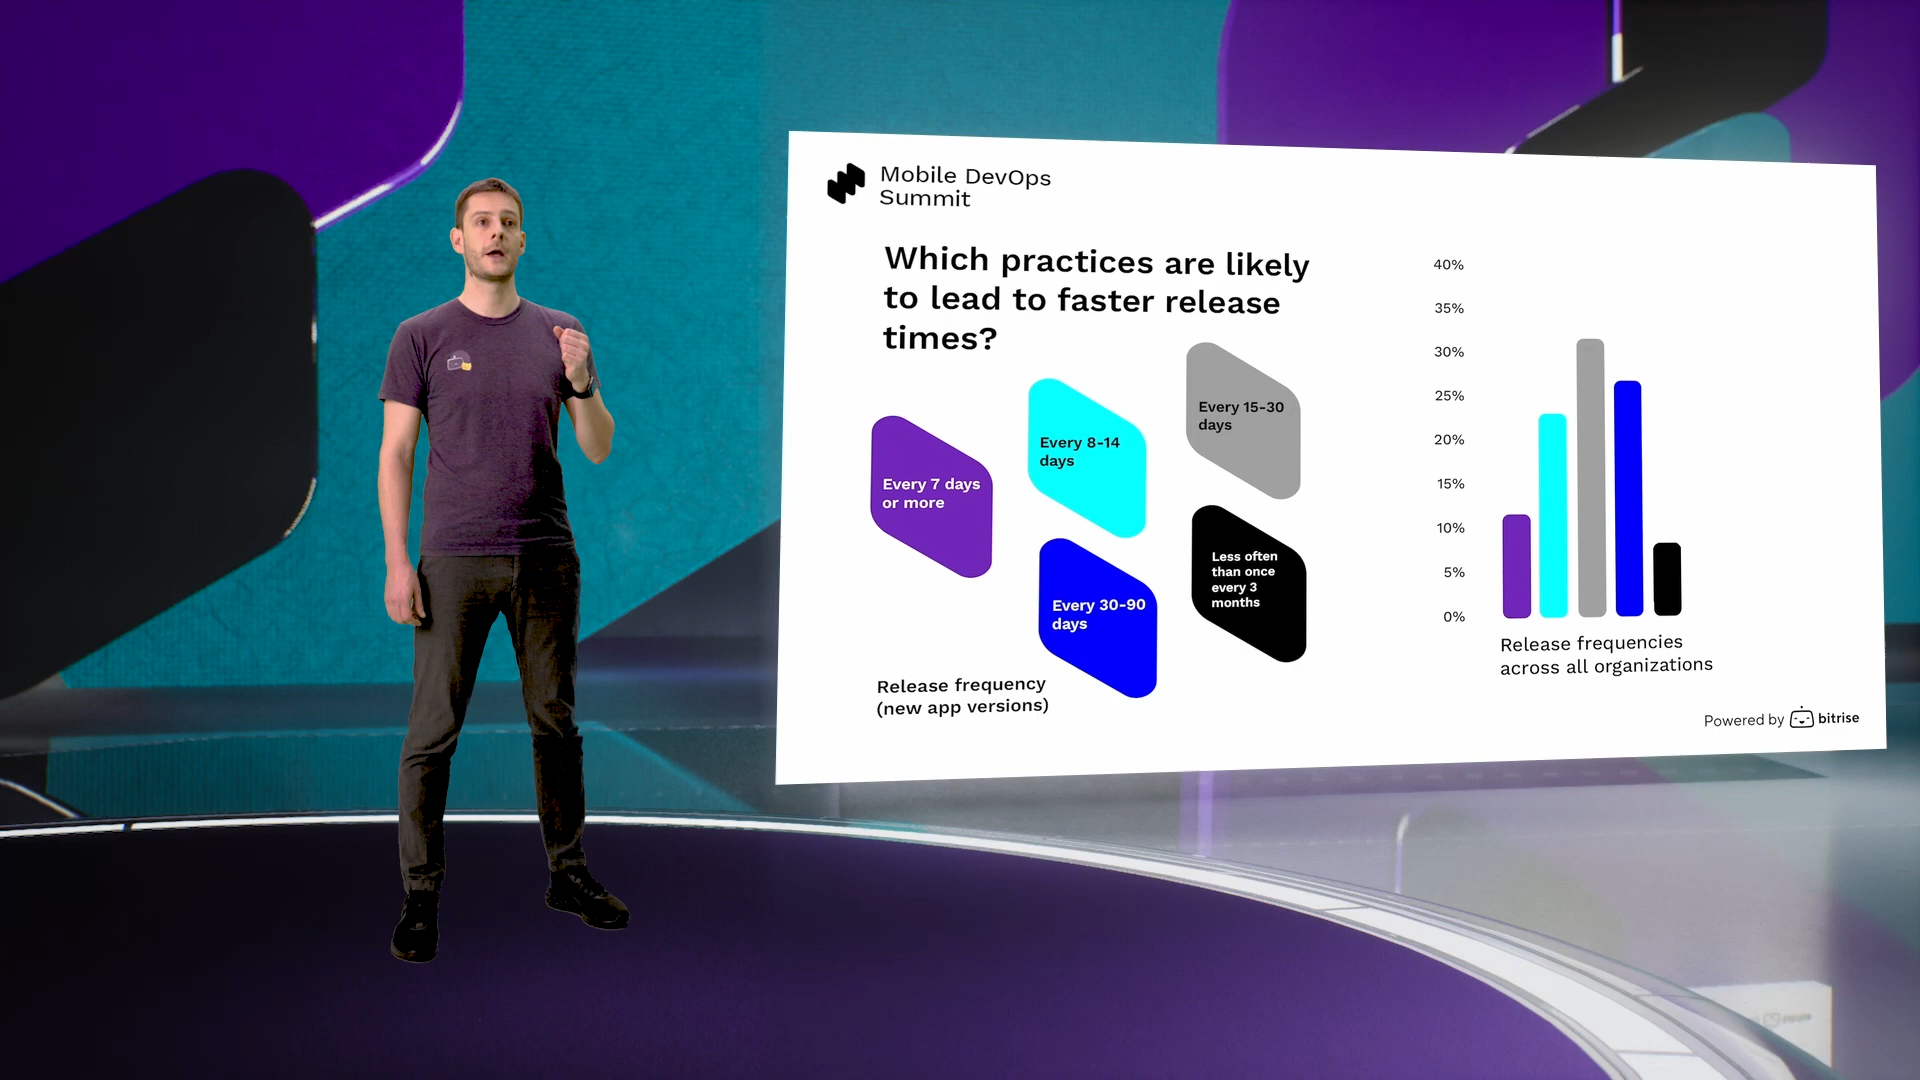 Mobile DevOps
Summit
Which practices are likely
to lead to faster release
times?
Every 7 days
or more
Every 8-14
days
Every 15-30
days
Every 30-90
days
Less often
than once
every 3
months
Release frequency
(new app versions)
40%
35%
30%
25%
20%
15%
10%
5%
0%
Release frequencies
across all organizations
Powered by bitrise